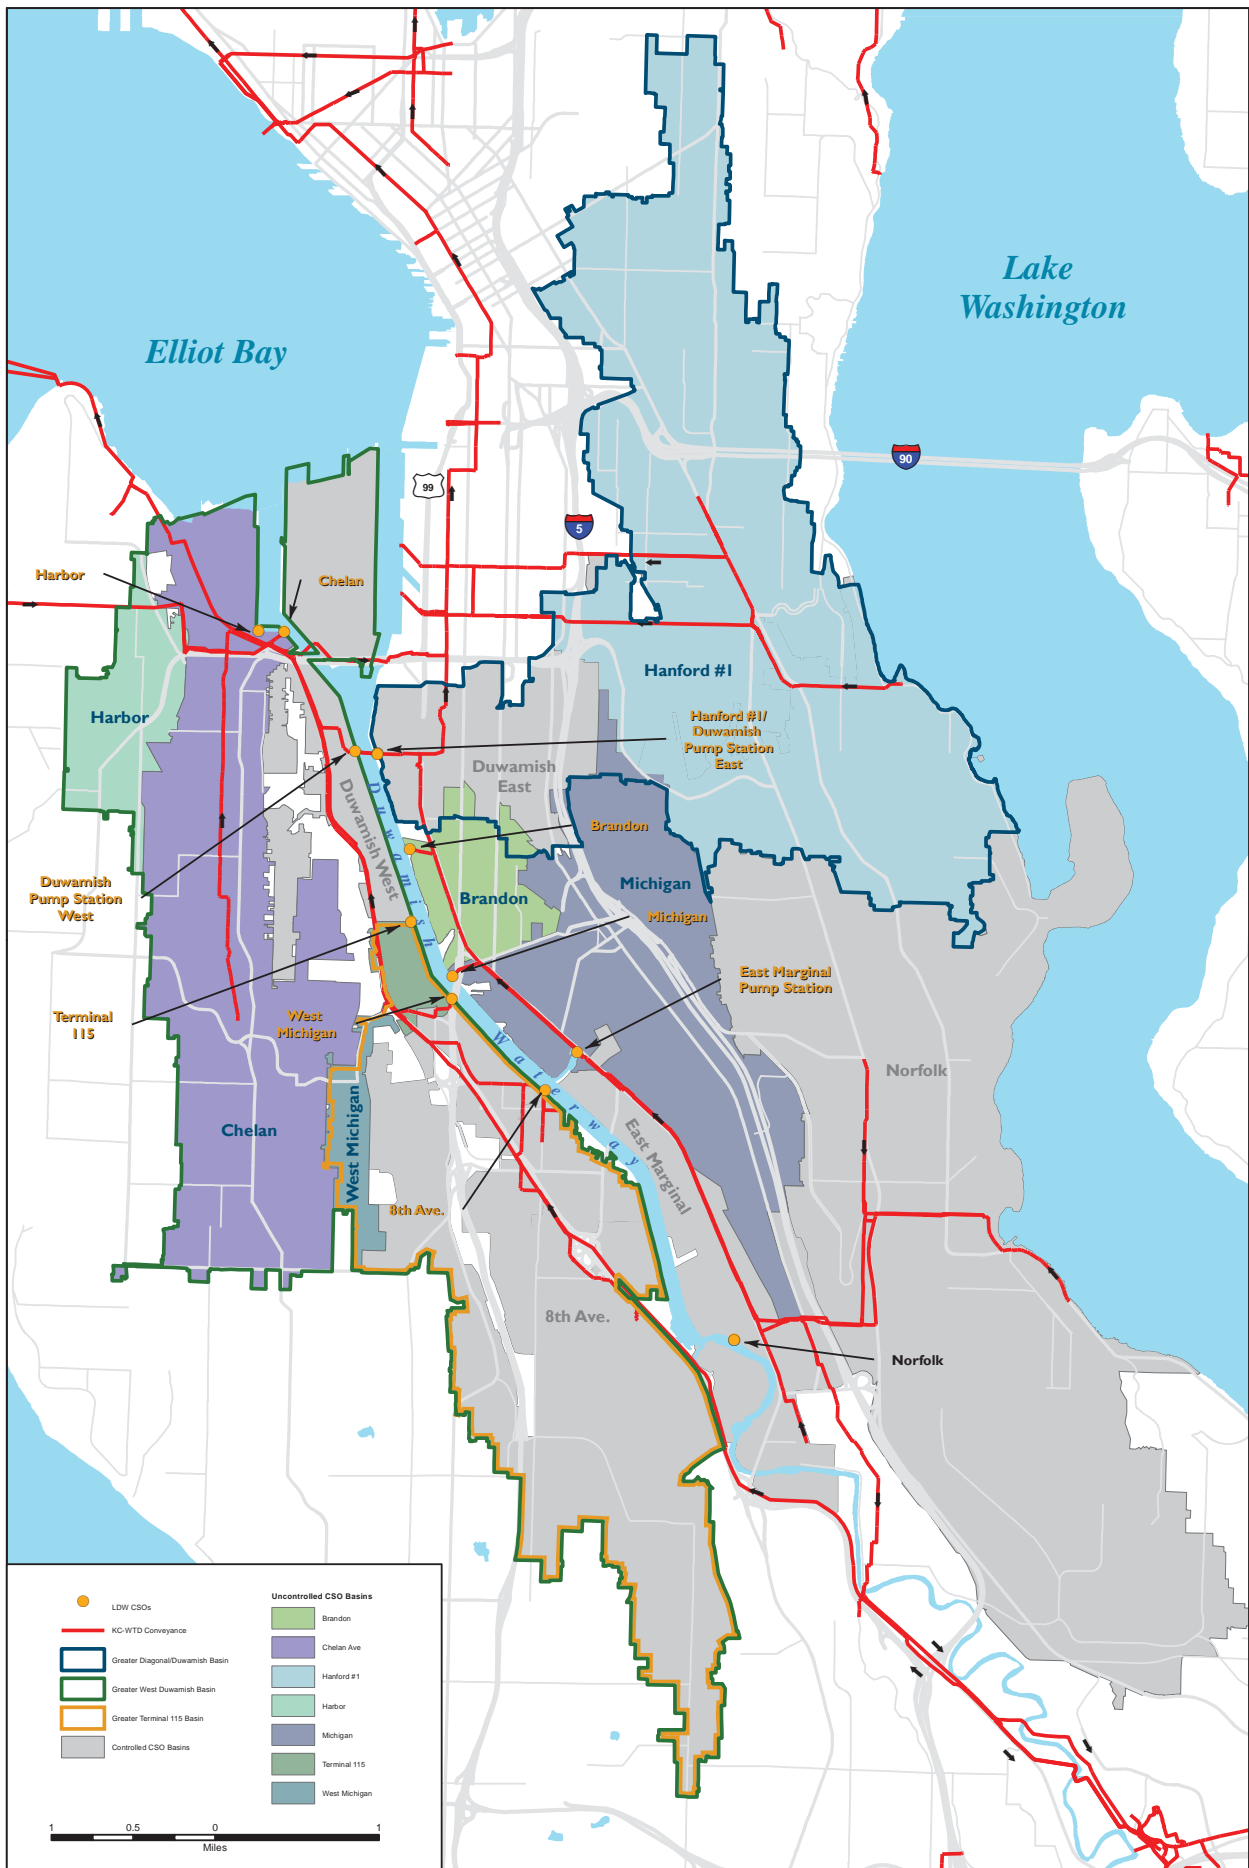 Lake
Washington
Elliot Bay
90
99
5
Harbor
Chelan
Hanford #1
Harbor
Hanford #1/
Duwamish
Pump Station
East
Duwamish
East
Duwamish West
Duwamish
Brandon
Duwamish
Pump Station
West
Michigan
Brandon
Michigan
East Marginal
Pump Station
Terminal
115
West
Michigan
Waterway
Norfolk
Chelan
West Michigan
East Marginal
8th Ave.
8th Ave.
Norfolk
LDW CSOs
KC-WTD Conveyance
Greater Diagonal/Duwamish Basin
Greater West Duwamish Basin
Greater Terminal 115 Basin
Controlled CSO Basins
Uncontrolled CSO Basins
Brandon
Chelan Ave
Hanford #1
Harbor
Michigan
Terminal 115
West Michigan
1 0.5 0 1
Miles